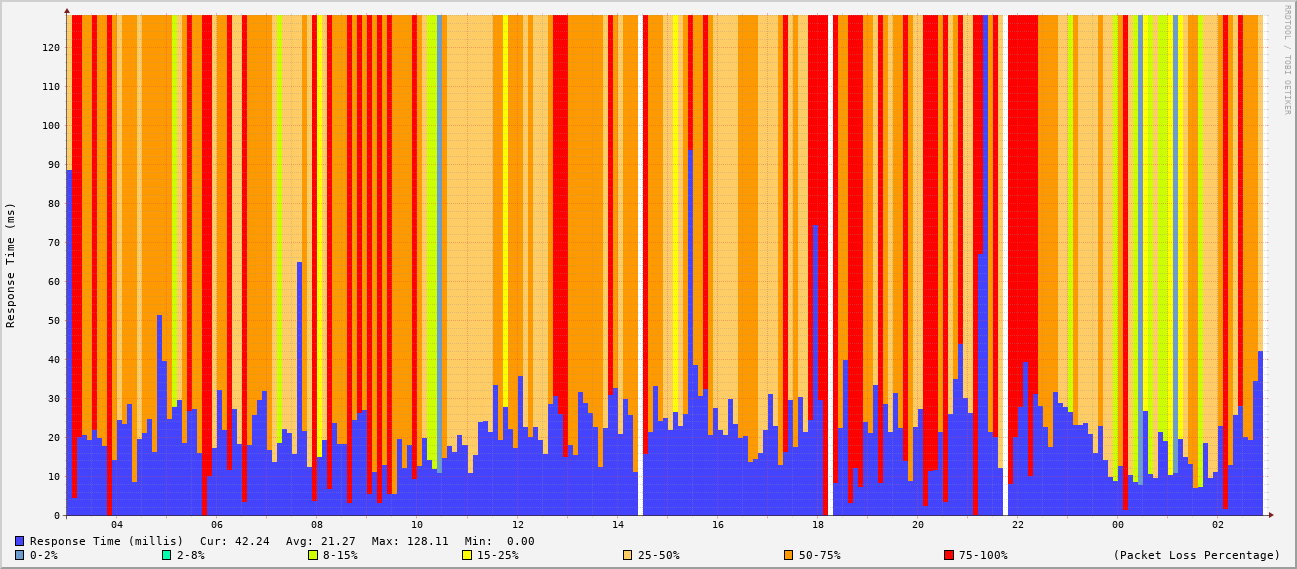 RRDTOOL / TOBI OETIKER
Response Time (ms)
120
110
100
90
80
70
60
50
40
30
20
10
0
04 06 08 10 12 14 16 18 20 22 00 02
Response Time (millis) Cur: 42.24 Avg: 21.27 Max: 128.11 Min: 0.00
0-2% 2-8% 8-15% 15-25% 25-50% 50-75% 75-100% (Packet Loss Percentage)